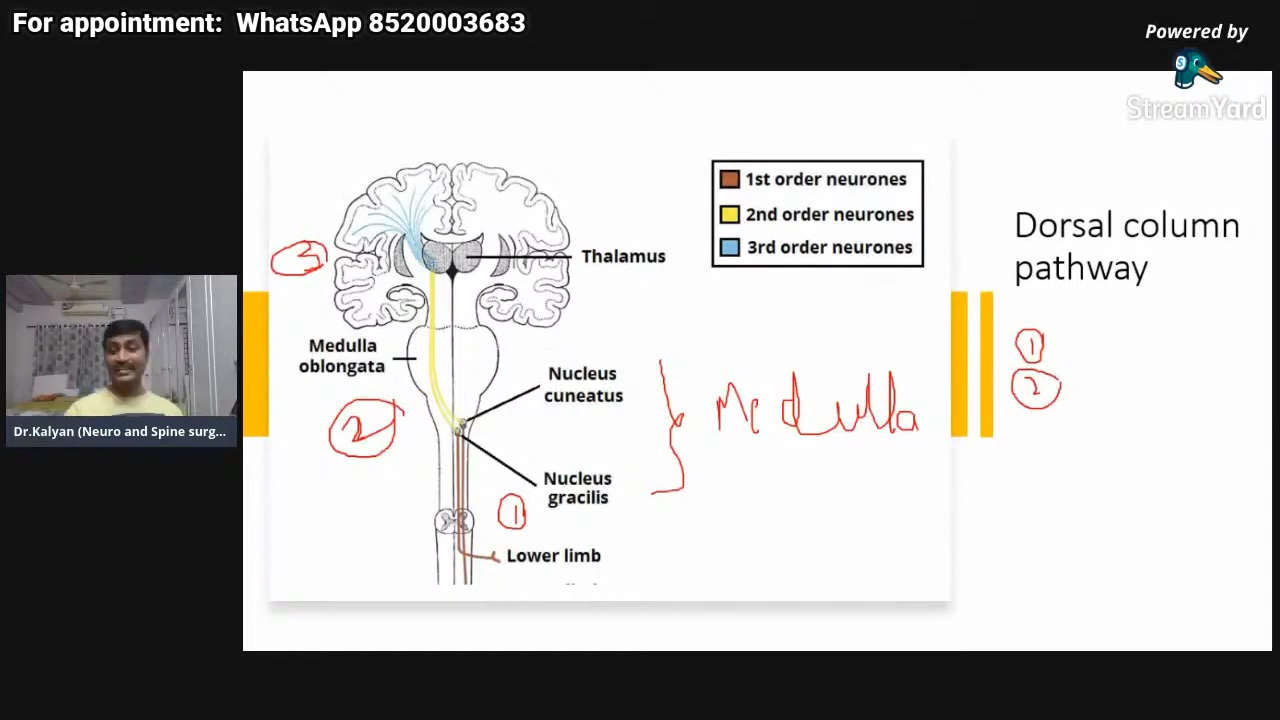 For appointment: WhatsApp 8520003683
Powered by
StreamYard
1st order neurones
2nd order neurones
3rd order neurones
Dorsal column
pathway
Thalamus
3
Medulla
oblongata
Nucleus
cuneatus
1
2
2
Medulla
Nucleus
gracilis
1
Lower limb
Dr.Kalyan (Neuro and Spine surg...